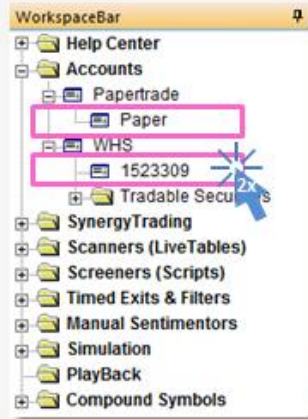 WorkspaceBar
Help Center
Accounts
Papertrade
Paper
WHS
1523309
2x
Tradable
SynergyTrading
Scanners (LiveTables)
Screeners (Scripts)
Timed Exits & Filters
Manual Sentimentors
Simulation
PlayBack
Compound Symbols